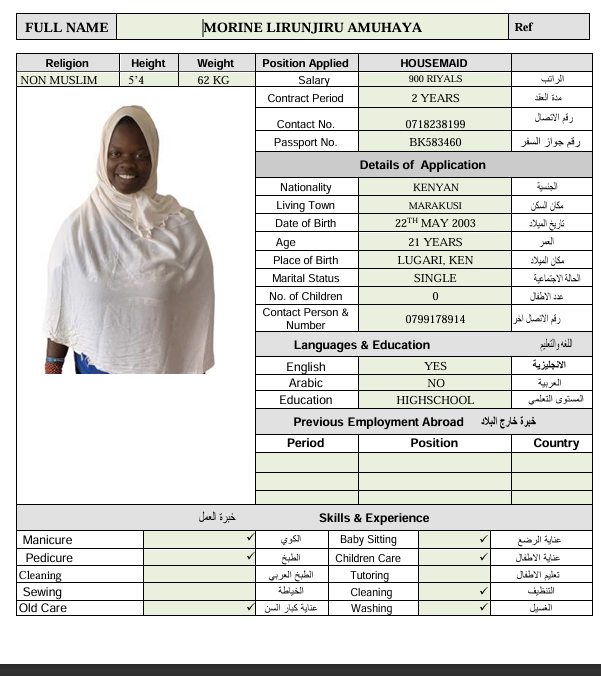 FULL NAME MORINE LIRUNJIRU AMUHAYA Ref
Religion Height Weight Position Applied HOUSEMAID
NON MUSLIM 5’4 62 KG Salary 900 RIYALS الراتب
Contract Period 2 YEARS مدة العقد
Contact No. 0718238199 رقم الاتصال
Passport No. BK583460 رقم جواز السفر
Details of Application
Nationality KENYAN الجنسية
Living Town MARAKUSI مكان السكن
Date of Birth 22TH MAY 2003 تاريخ الميلاد
Age 21 YEARS العمر
Place of Birth LUGARI, KEN مكان الميلاد
Marital Status SINGLE الحالة الاجتماعية
No. of Children 0 عدد الاطفال
Contact Person &
Number 0799178914 رقم الاتصال اخر
Languages & Education اللغه والتعليم
English YES الانجليزية
Arabic NO العربية
Education HIGHSCHOOL المستوى التعلمي
Previous Employment Abroad خبرة خارج البلاد
Period Position Country
خبرة العمل Skills & Experience
Manicure ✓ الكوي Baby Sitting ✓ عناية الرضع
Pedicure ✓ الطبخ Children Care ✓ عناية الاطفال
Cleaning الطبخ العربي Tutoring تعليم الاطفال
Sewing الخياطة Cleaning ✓ التنظيف
Old Care ✓ عناية كبار السن Washing ✓ الغسيل